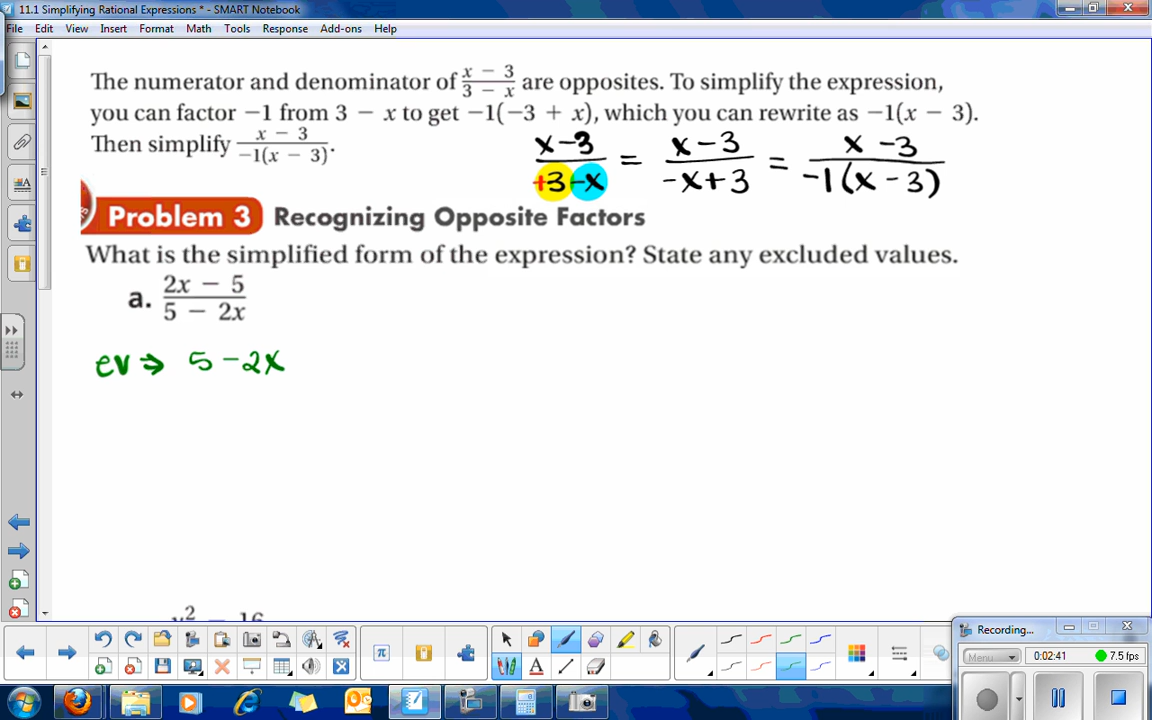 11.1 Simplifying Rational Expressions * - SMART Notebook
File Edit View Insert Format Math Tools Response Add-ons Help
The numerator and denominator of x − 3 / 3 − x are opposites. To simplify the expression,
you can factor −1 from 3 − x to get −1(−3 + x), which you can rewrite as −1(x − 3).
Then simplify x − 3 / −1(x − 3).
x−3 / +3−x = x−3 / −x+3 = x −3 / −1(x − 3)
Problem 3 Recognizing Opposite Factors
What is the simplified form of the expression? State any excluded values.
a. 2x − 5 / 5 − 2x
ev ⇒ 5 −2x
Recording...
Menu 0:02:41 7.5 fps